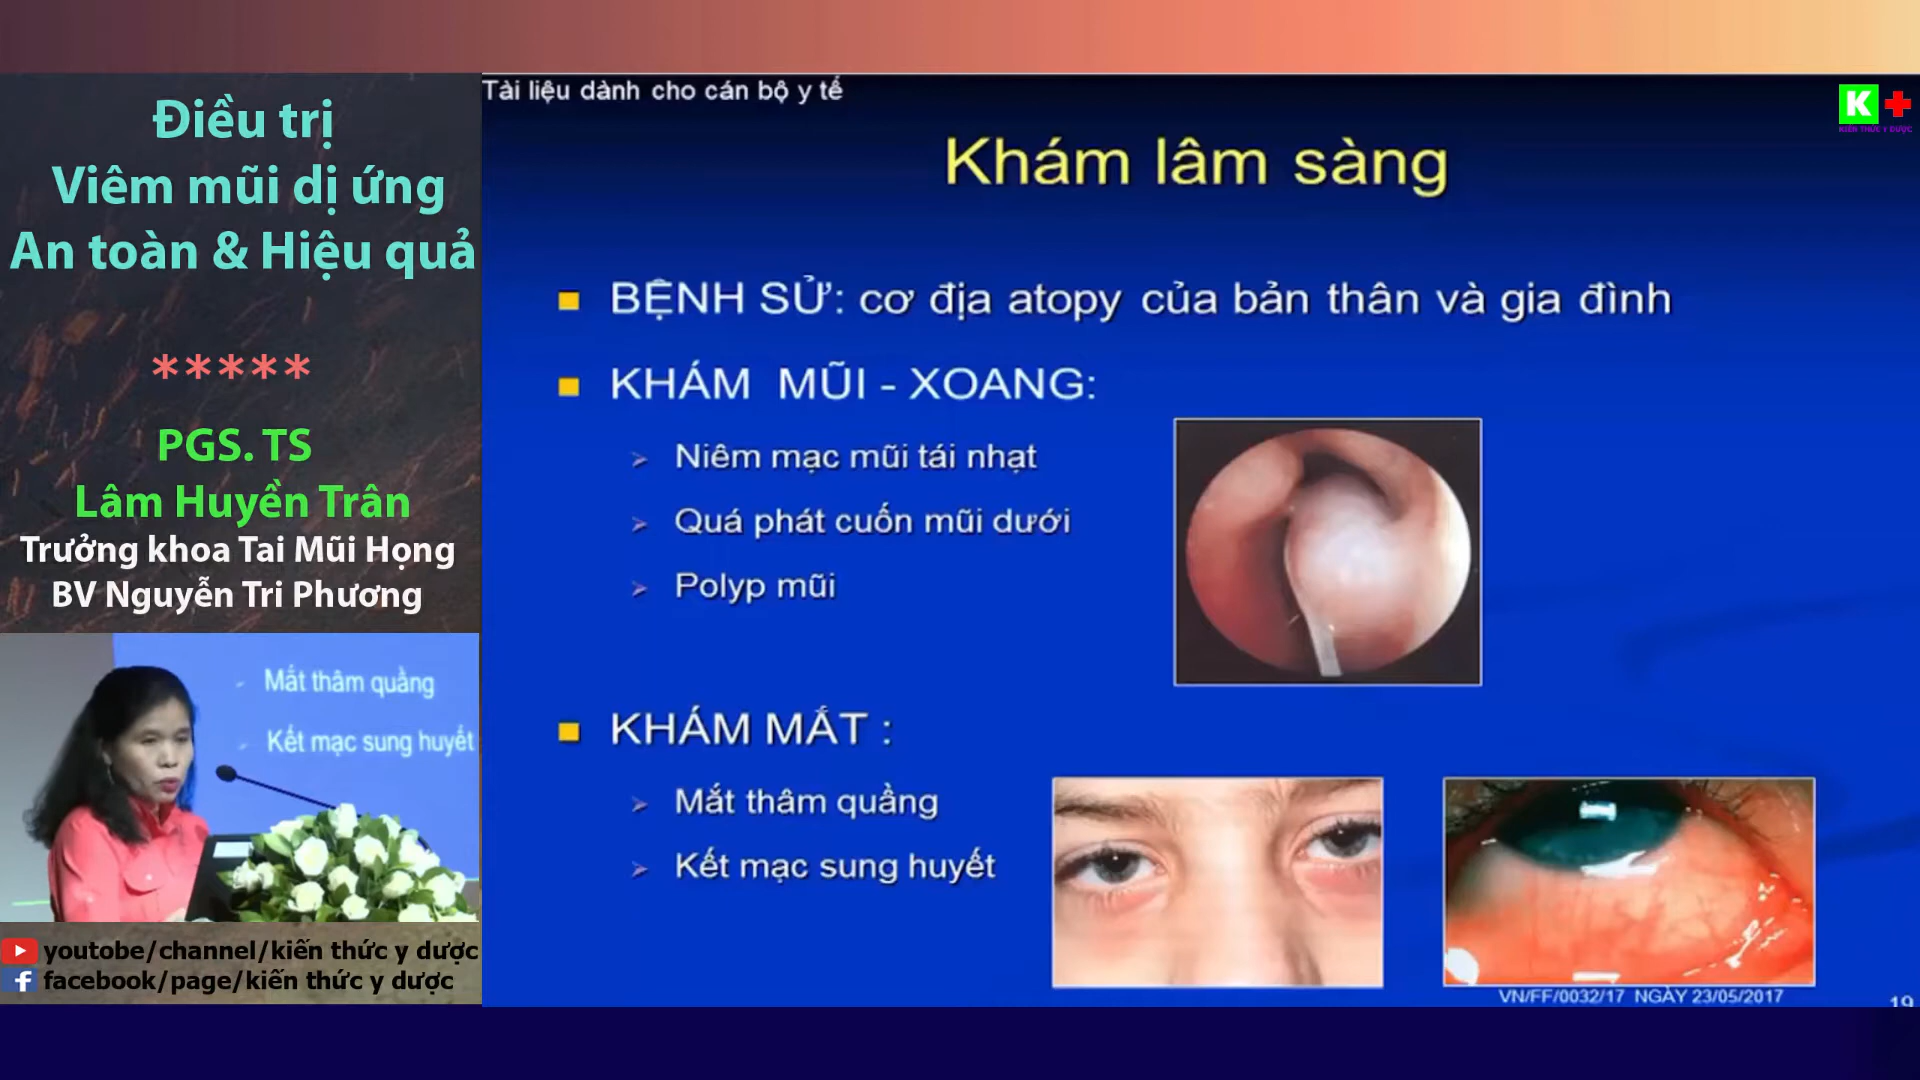 Điều trị
Viêm mũi dị ứng
An toàn & Hiệu quả
*****
PGS. TS
Lâm Huyền Trân
Trưởng khoa Tai Mũi Họng
BV Nguyễn Tri Phương
Mắt thâm quầng
Kết mạc sung huyết
youtobe/channel/kiến thức y dược
facebook/page/kiến thức y dược
Tài liệu dành cho cán bộ y tế
K
KIẾN THỨC Y DƯỢC
Khám lâm sàng
BỆNH SỬ: cơ địa atopy của bản thân và gia đình
KHÁM MŨI - XOANG:
Niêm mạc mũi tái nhạt
Quá phát cuốn mũi dưới
Polyp mũi
KHÁM MẮT :
Mắt thâm quầng
Kết mạc sung huyết
VN/FF/0032/17 NGÀY 23/05/2017
19